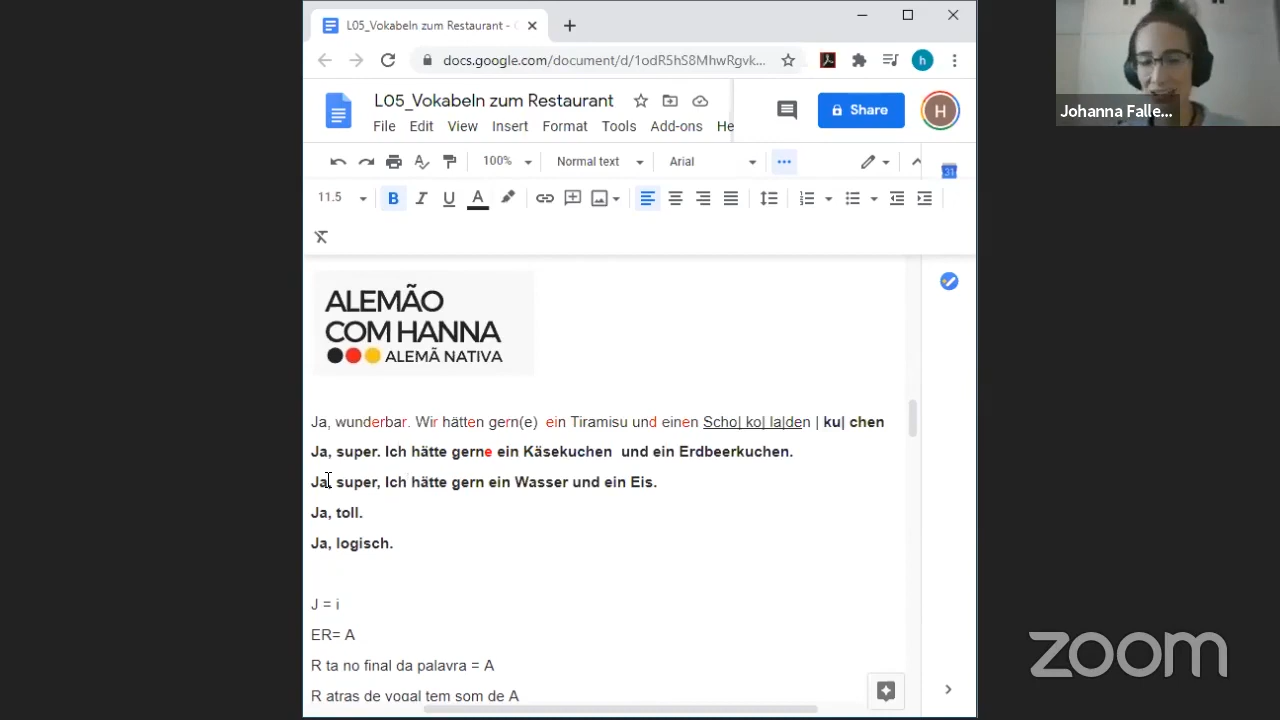 L05_Vokabeln zum Restaurant -
docs.google.com/document/d/1odR5hS8MhwRgvk...
h
L05_Vokabeln zum Restaurant
Share
H
File Edit View Insert Format Tools Add-ons He
100% Normal text Arial
31
11.5 B I U A
ALEMÃO
COM HANNA
ALEMÃ NATIVA
Ja, wunderbar. Wir hätten gern(e) ein Tiramisu und einen Scho| ko| la|den | ku| chen
Ja, super. Ich hätte gerne ein Käsekuchen und ein Erdbeerkuchen.
Ja, super, Ich hätte gern ein Wasser und ein Eis.
Ja, toll.
Ja, logisch.
J = i
ER= A
R ta no final da palavra = A
R atras de vogal tem som de A
Johanna Falle...
zoom